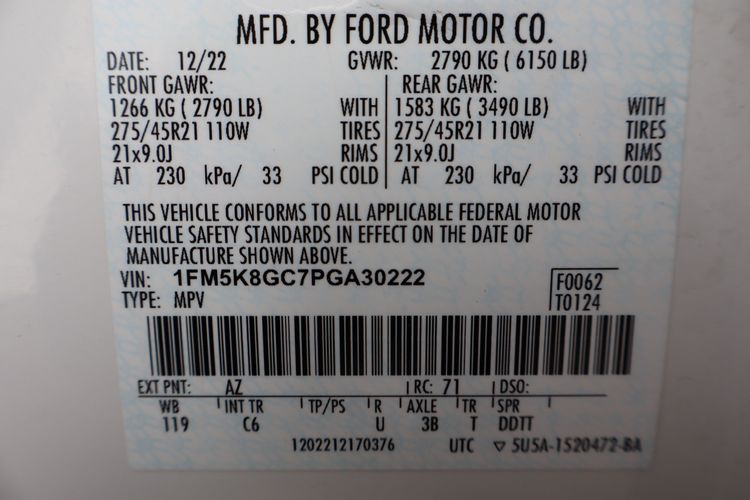 MFD. BY FORD MOTOR CO.
DATE: 12/22 GVWR: 2790 KG ( 6150 LB)
FRONT GAWR: REAR GAWR:
1266 KG ( 2790 LB) WITH 1583 KG ( 3490 LB) WITH
275/45R21 110W TIRES 275/45R21 110W TIRES
21x9.0J RIMS 21x9.0J RIMS
AT 230 kPa/ 33 PSI COLD AT 230 kPa/ 33 PSI COLD
THIS VEHICLE CONFORMS TO ALL APPLICABLE FEDERAL MOTOR
VEHICLE SAFETY STANDARDS IN EFFECT ON THE DATE OF
MANUFACTURE SHOWN ABOVE.
VIN: 1FM5K8GC7PGA30222 F0062
TYPE: MPV T0124
EXT PNT: AZ RC: 71 DSO:
WB INT TR TP/PS R AXLE TR SPR
119 C6 U 3B T DDTT
1202212170376 UTC ▽ 5U5A-1520472-BA